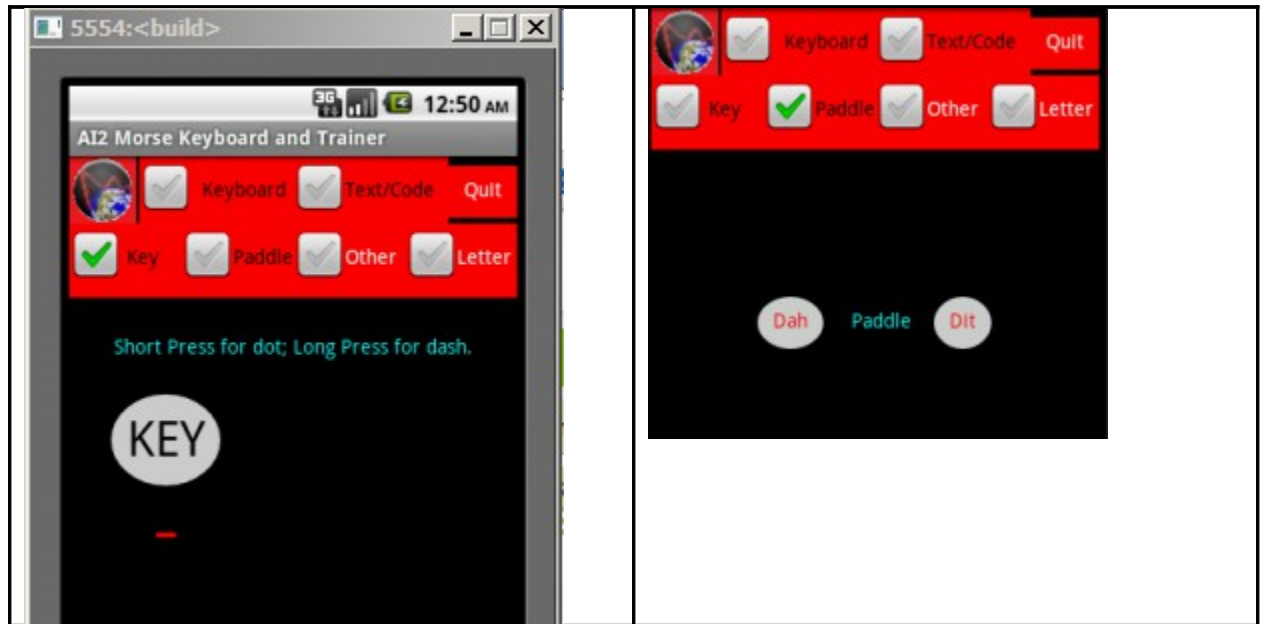 5554:<build>
3G 12:50 AM
AI2 Morse Keyboard and Trainer
Keyboard Text/Code Quit
Key Paddle Other Letter
Short Press for dot; Long Press for dash.
KEY
–
Keyboard Text/Code Quit
Key Paddle Other Letter
Dah Paddle Dit